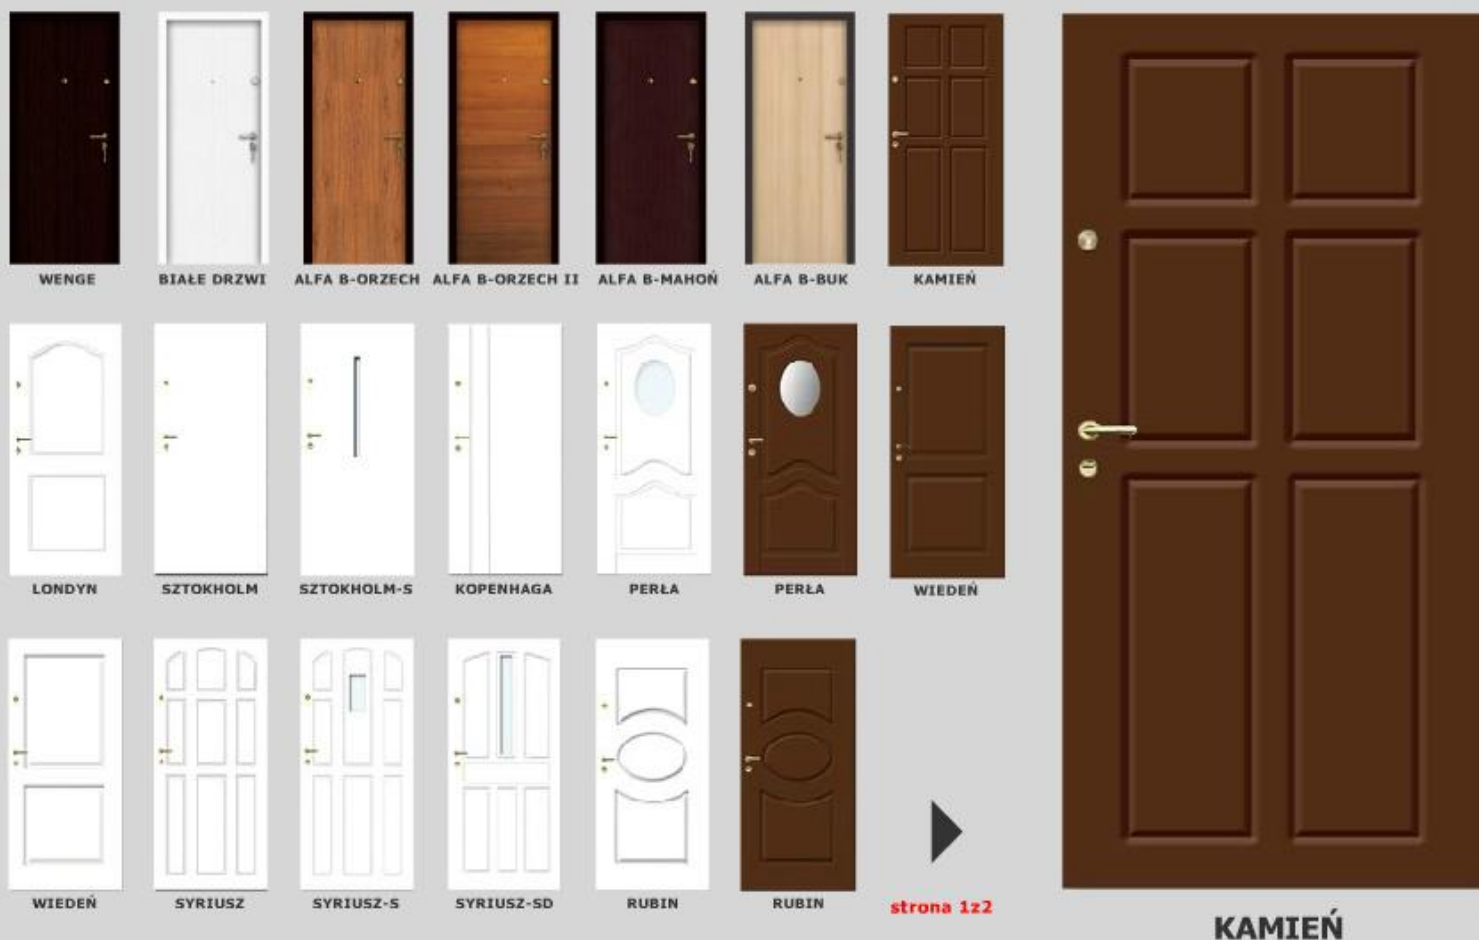 WENGE
BIAŁE DRZWI
ALFA B-ORZECH
ALFA B-ORZECH II
ALFA B-MAHOŃ
ALFA B-BUK
KAMIEŃ
LONDYN
SZTOKHOLM
SZTOKHOLM-S
KOPENHAGA
PERŁA
PERŁA
WIEDEŃ
WIEDEŃ
SYRIUSZ
SYRIUSZ-S
SYRIUSZ-SD
RUBIN
RUBIN
strona 1z2
KAMIEŃ